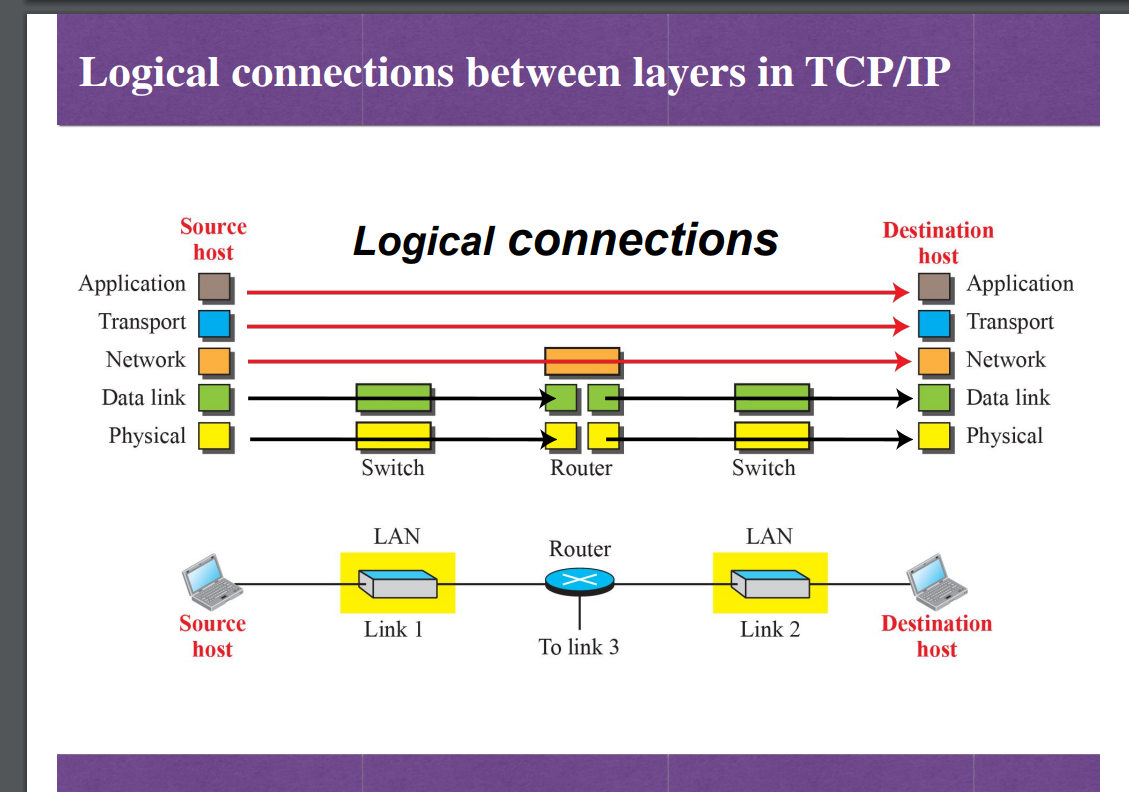 Logical connections between layers in TCP/IP
Source
host
Logical connections
Destination
host
Application
Application
Transport
Transport
Network
Network
Data link
Data link
Physical
Physical
Switch
Router
Switch
LAN
Router
LAN
Source
host
Link 1
To link 3
Link 2
Destination
host